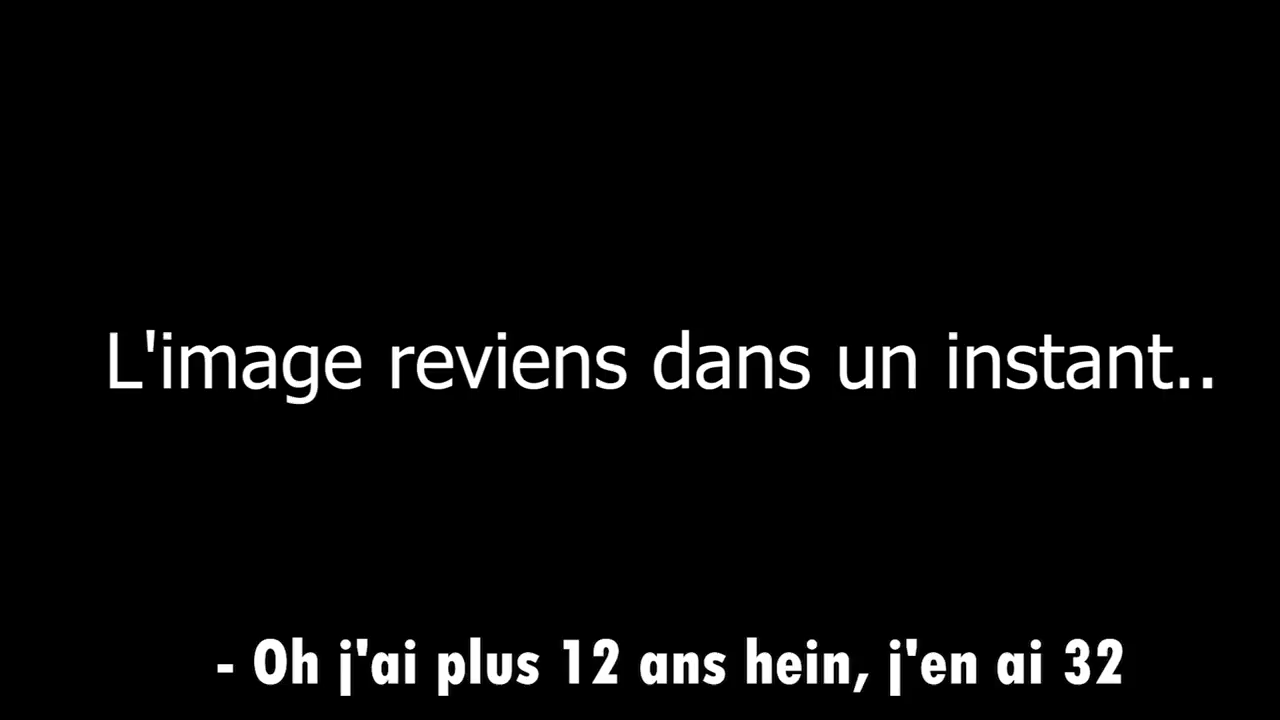 L'image reviens dans un instant..
- Oh j'ai plus 12 ans hein, j'en ai 32